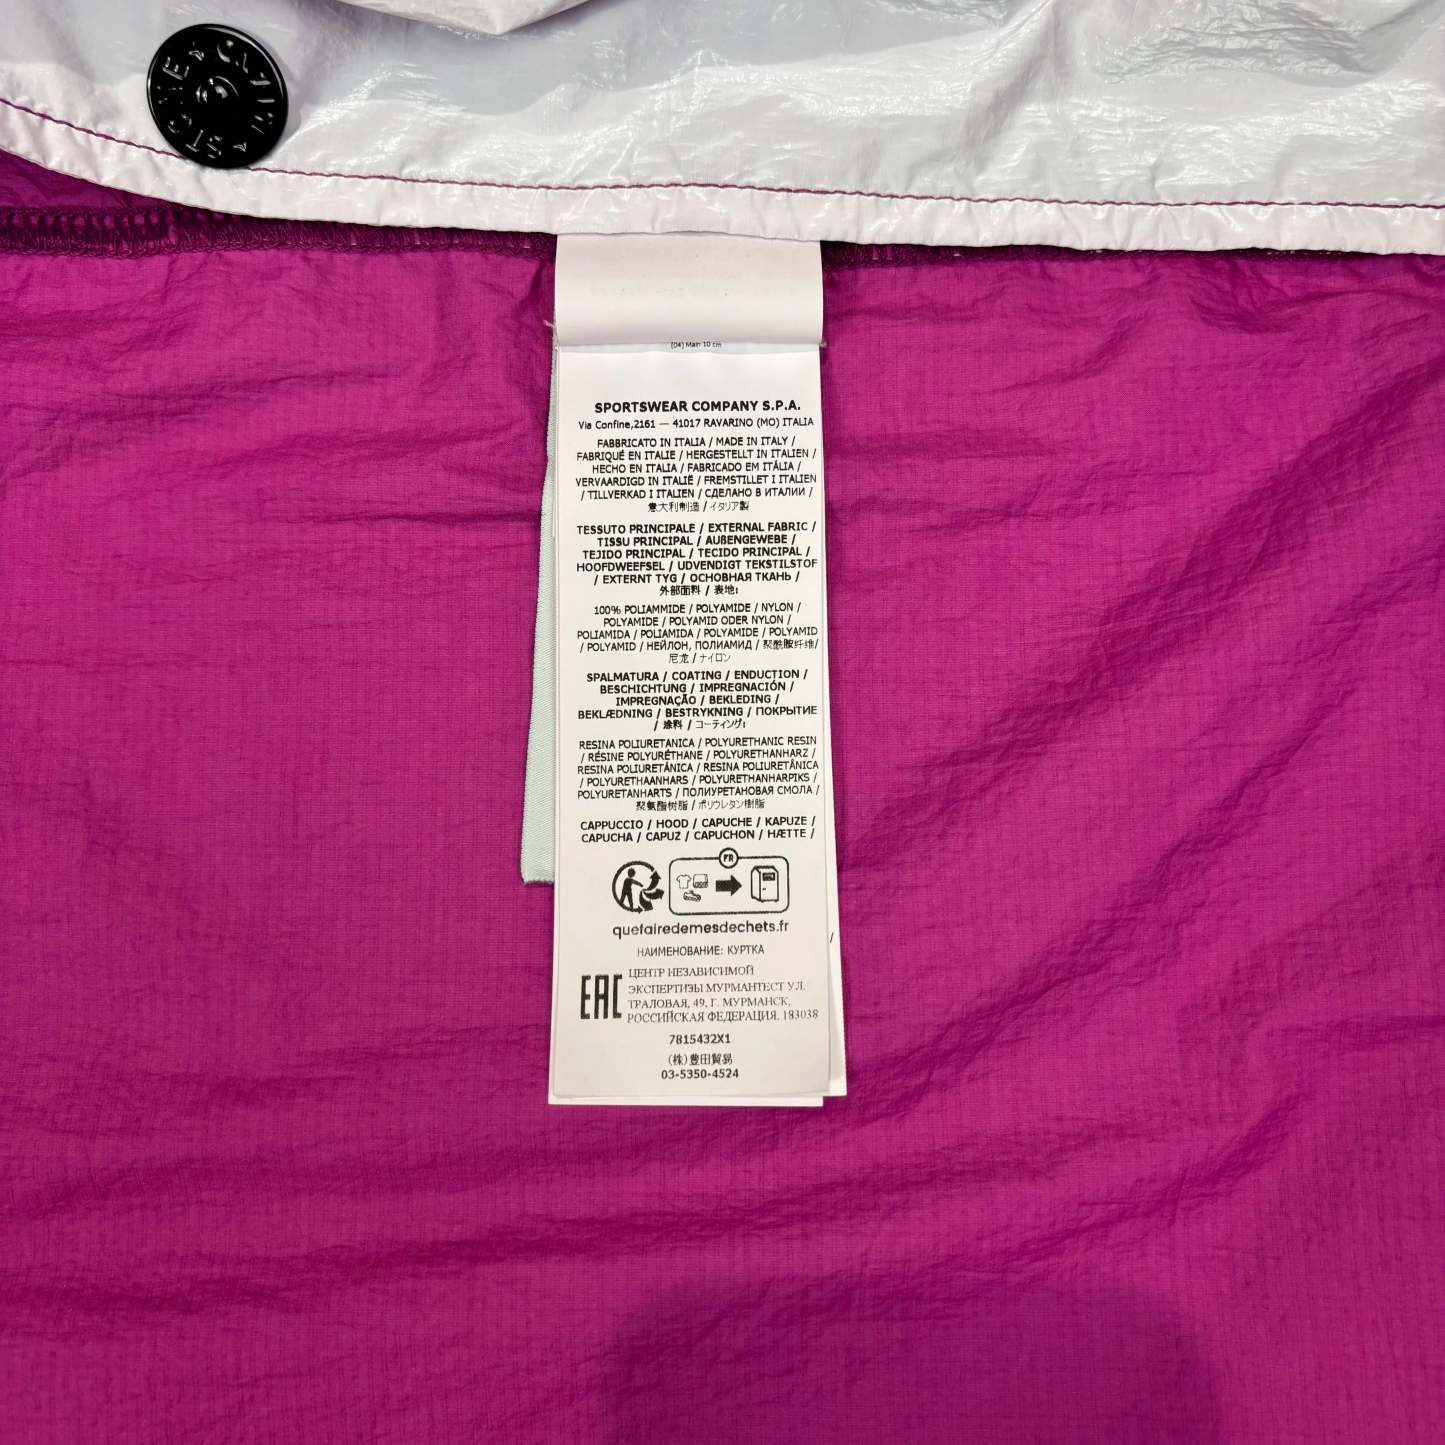 STONE
(04) Main 10 cm
SPORTSWEAR COMPANY S.P.A.
Via Confine,2161 — 41017 RAVARINO (MO) ITALIA
FABBRICATO IN ITALIA / MADE IN ITALY /
FABRIQUÉ EN ITALIE / HERGESTELLT IN ITALIEN /
HECHO EN ITALIA / FABRICADO EM ITÁLIA /
VERVAARDIGD IN ITALIË / FREMSTILLET I ITALIEN
/ TILLVERKAD I ITALIEN / СДЕЛАНО В ИТАЛИИ /
意大利制造 / イタリア製
TESSUTO PRINCIPALE / EXTERNAL FABRIC /
TISSU PRINCIPAL / AUßENGEWEBE /
TEJIDO PRINCIPAL / TECIDO PRINCIPAL /
HOOFDWEEFSEL / UDVENDIGT TEKSTILSTOF
/ EXTERNT TYG / ОСНОВНАЯ ТКАНЬ /
外部面料 / 表地:
100% POLIAMMIDE / POLYAMIDE / NYLON /
POLYAMIDE / POLYAMID ODER NYLON /
POLIAMIDA / POLIAMIDA / POLYAMIDE / POLYAMID
/ POLYAMID / НЕЙЛОН, ПОЛИАМИД / 聚酰胺纤维/
尼龙 / ナイロン
SPALMATURA / COATING / ENDUCTION /
BESCHICHTUNG / IMPREGNACIÓN /
IMPREGNAÇÃO / BEKLEDING /
BEKLÆDNING / BESTRYKNING / ПОКРЫТИЕ
/ 涂料 / コーティング:
RESINA POLIURETANICA / POLYURETHANIC RESIN
/ RÉSINE POLYURÉTHANE / POLYURETHANHARZ /
RESINA POLIURETÁNICA / RESINA POLIURETÂNICA
/ POLYURETHAANHARS / POLYURETHANHARPIKS /
POLYURETANHARTS / ПОЛИУРЕТАНОВАЯ СМОЛА /
聚氨酯树脂 / ポリウレタン樹脂
CAPPUCCIO / HOOD / CAPUCHE / KAPUZE /
CAPUCHA / CAPUZ / CAPUCHON / HÆTTE /
FR
quefairedemesdechets.fr
НАИМЕНОВАНИЕ: КУРТКА
EAC
ЦЕНТР НЕЗАВИСИМОЙ
ЭКСПЕРТИЗЫ МУРМАНТЕСТ УЛ.
ТРАЛОВАЯ, 49, Г. МУРМАНСК,
РОССИЙСКАЯ ФЕДЕРАЦИЯ, 183038
7815432X1
(株)豊田貿易
03-5350-4524